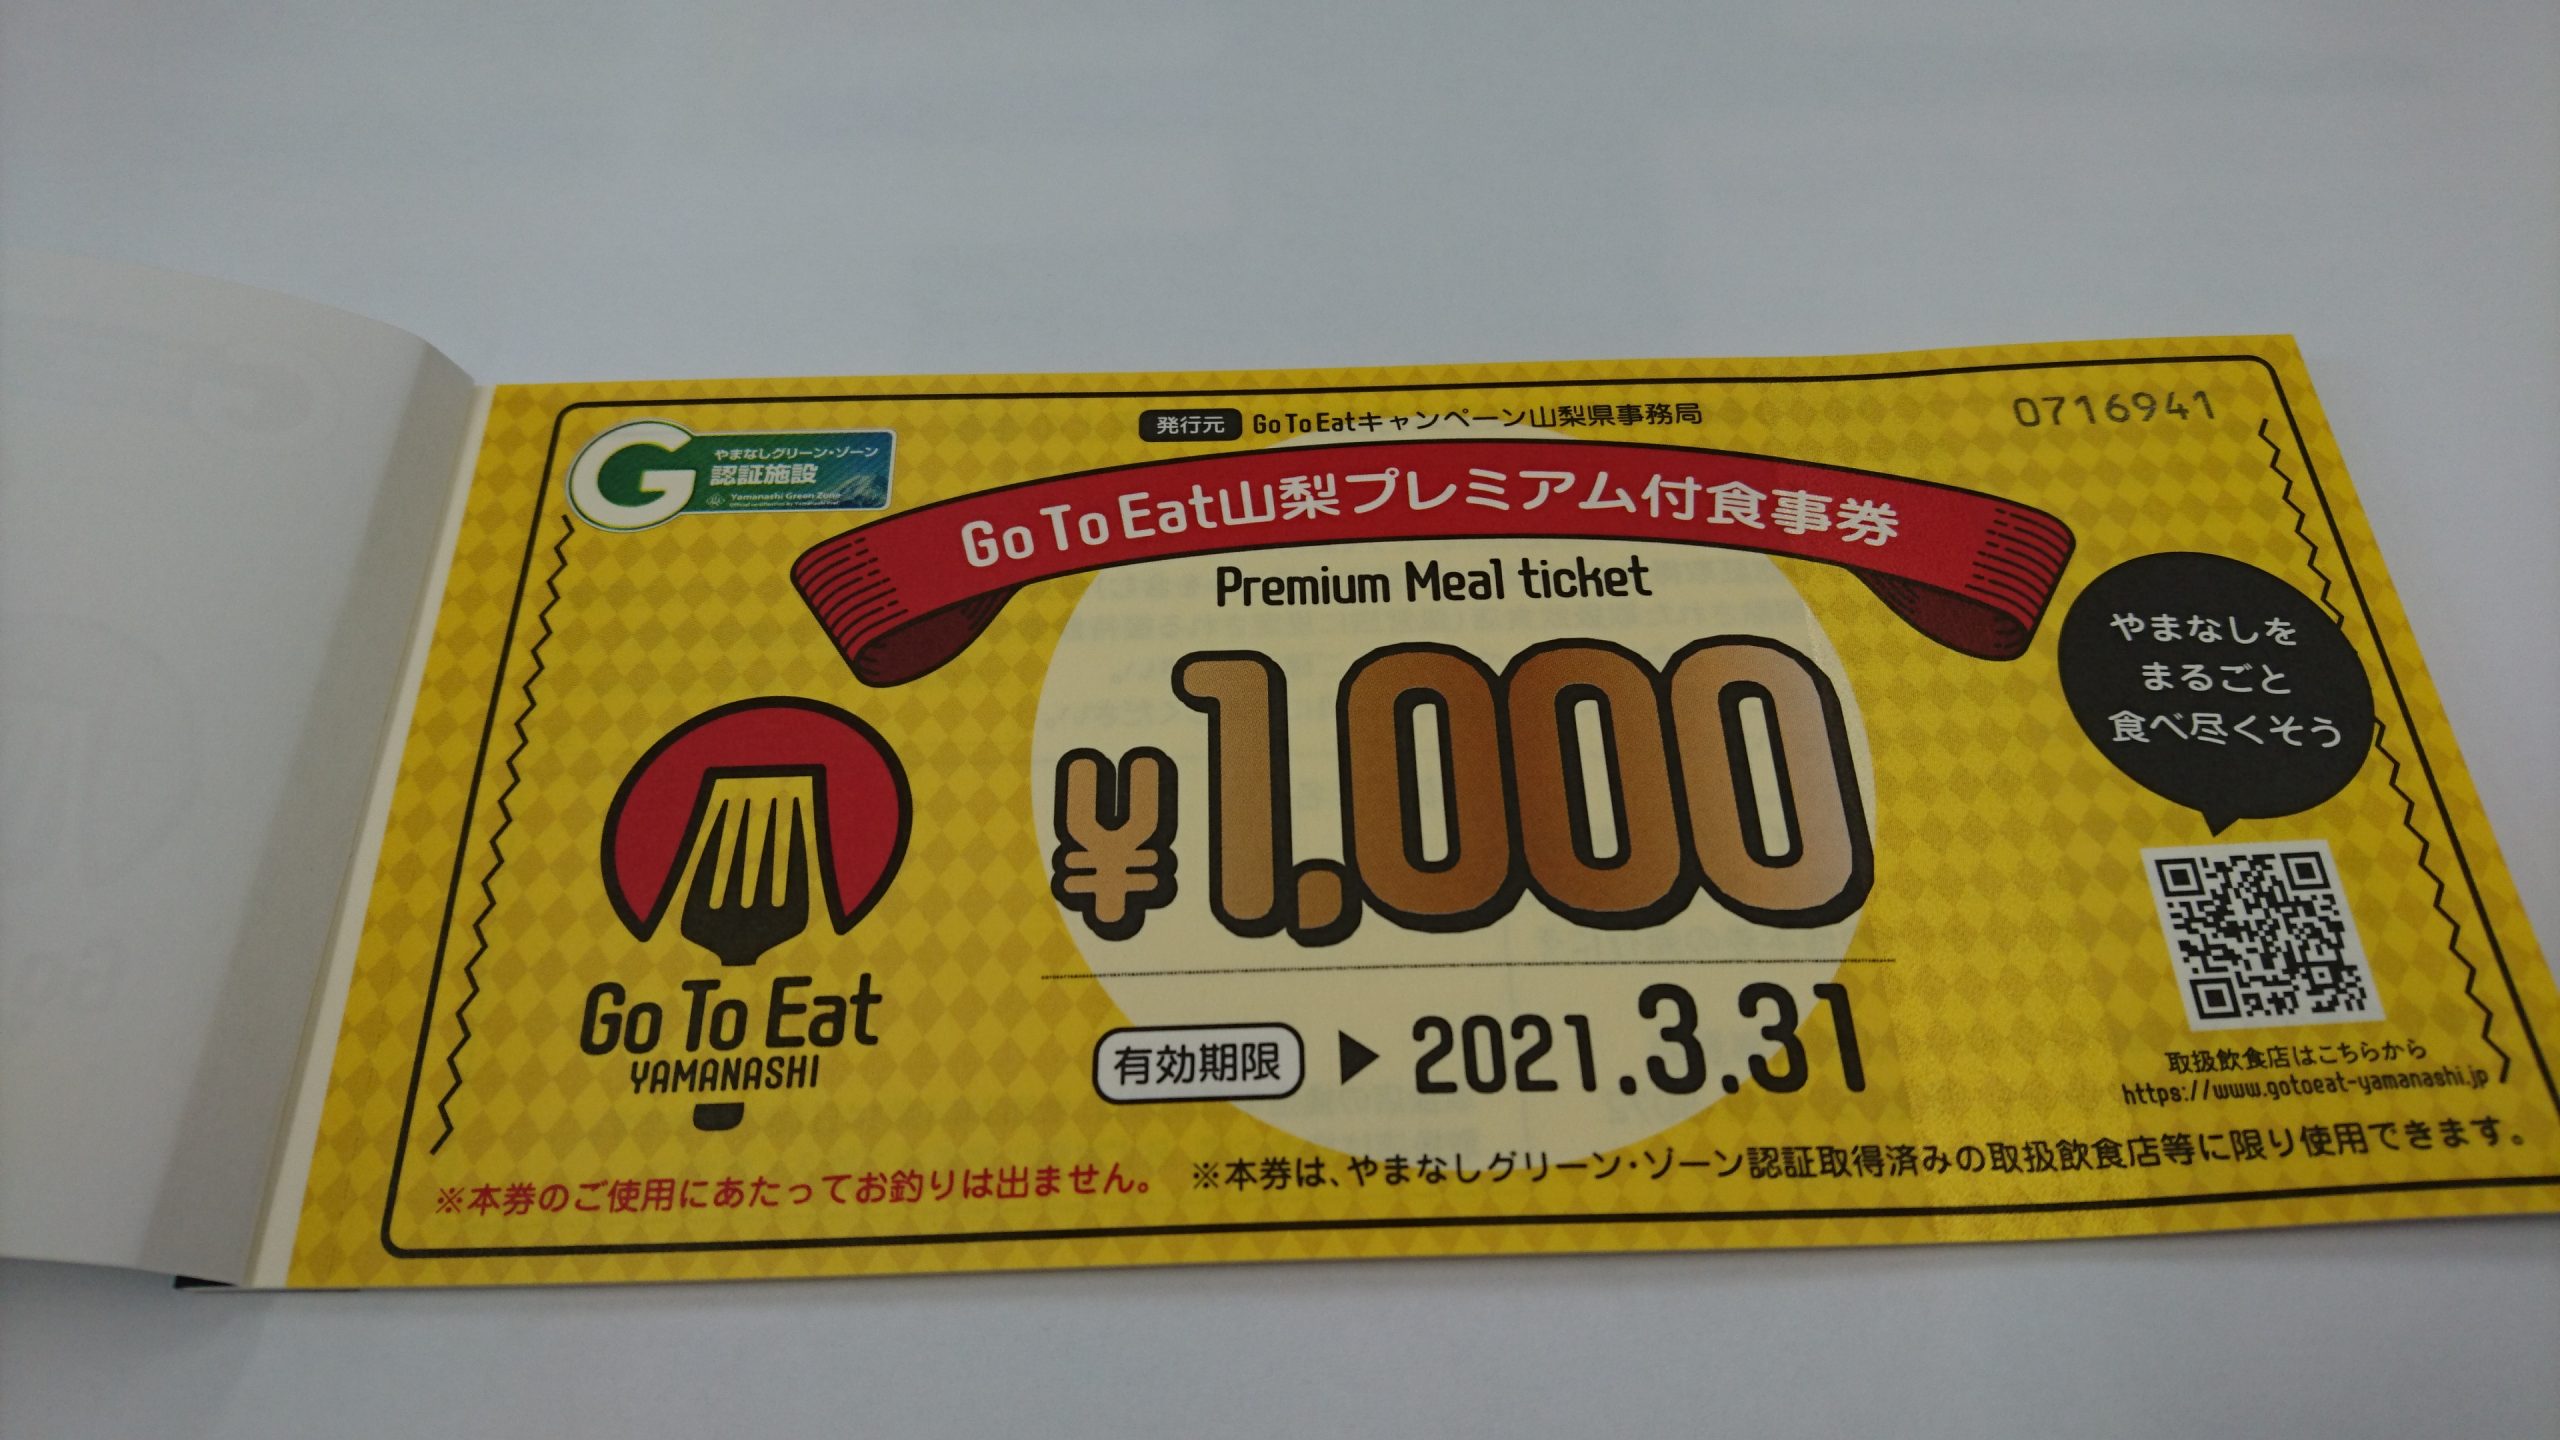 発行元 Go To Eatキャンペーン山梨県事務局
0716941
G
やまなしグリーン・ゾーン
認証施設
Yamanashi Green Zone
Go To Eat山梨プレミアム付食事券
Premium Meal ticket
¥1,000
やまなしを
まるごと
食べ尽くそう
Go To Eat
YAMANASHI
有効期限 ▶ 2021.3.31
取扱飲食店はこちらから
https://www.gotoeat-yamanashi.jp
※本券のご使用にあたってお釣りは出ません。 ※本券は、やまなしグリーン・ゾーン認証取得済みの取扱飲食店等に限り使用できます。